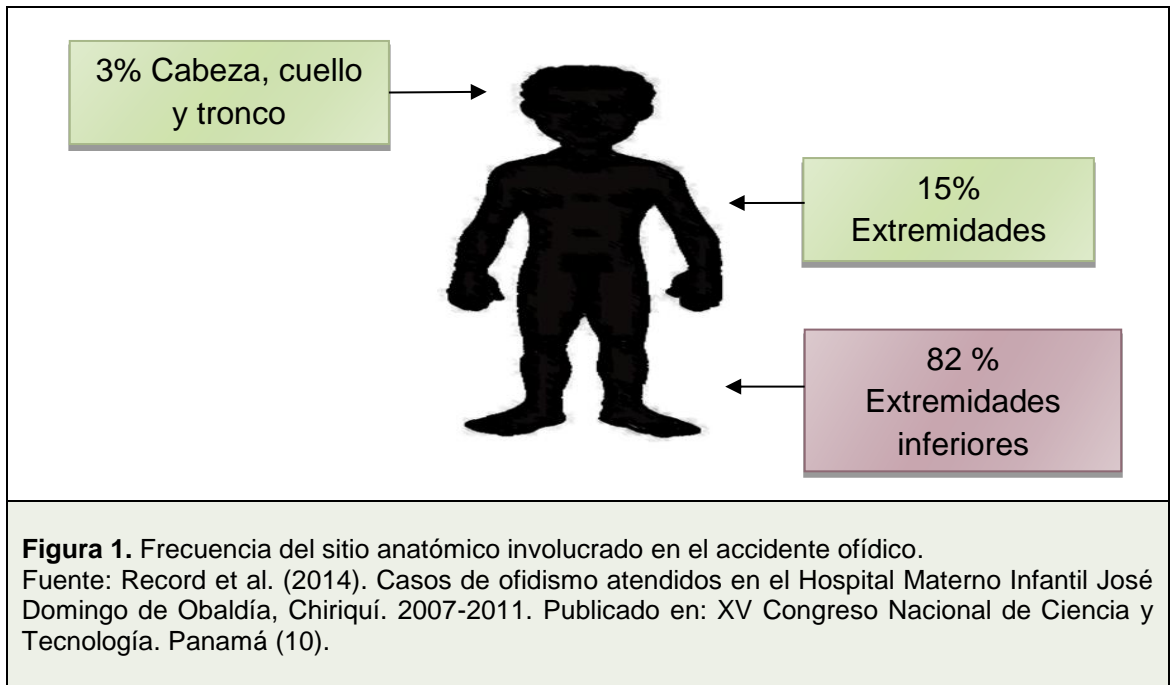 3% Cabeza, cuello
y tronco
15%
Extremidades
82 %
Extremidades
inferiores
Figura 1. Frecuencia del sitio anatómico involucrado en el accidente ofídico.
Fuente: Record et al. (2014). Casos de ofidismo atendidos en el Hospital Materno Infantil José
Domingo de Obaldía, Chiriquí. 2007-2011. Publicado en: XV Congreso Nacional de Ciencia y
Tecnología. Panamá (10).